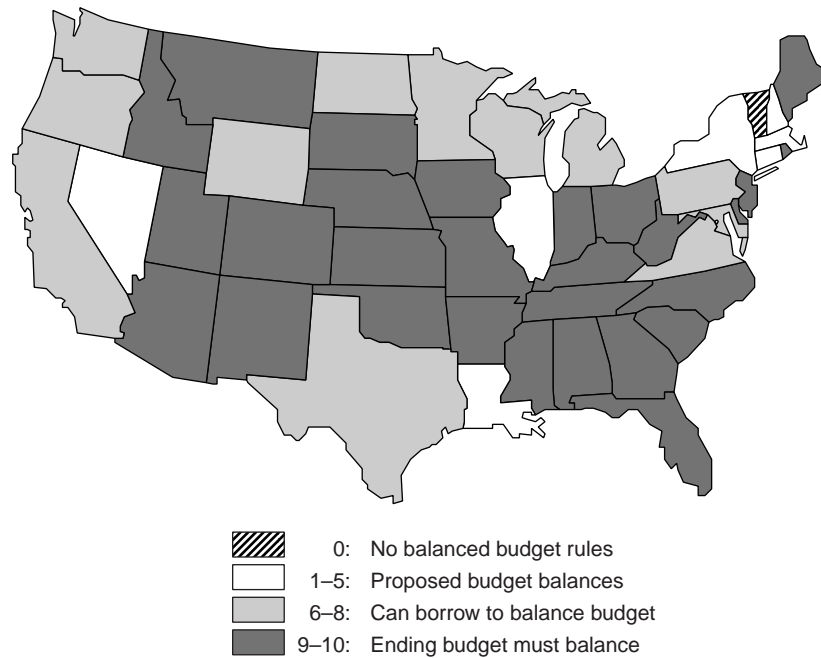 0: No balanced budget rules
1–5: Proposed budget balances
6–8: Can borrow to balance budget
9–10: Ending budget must balance